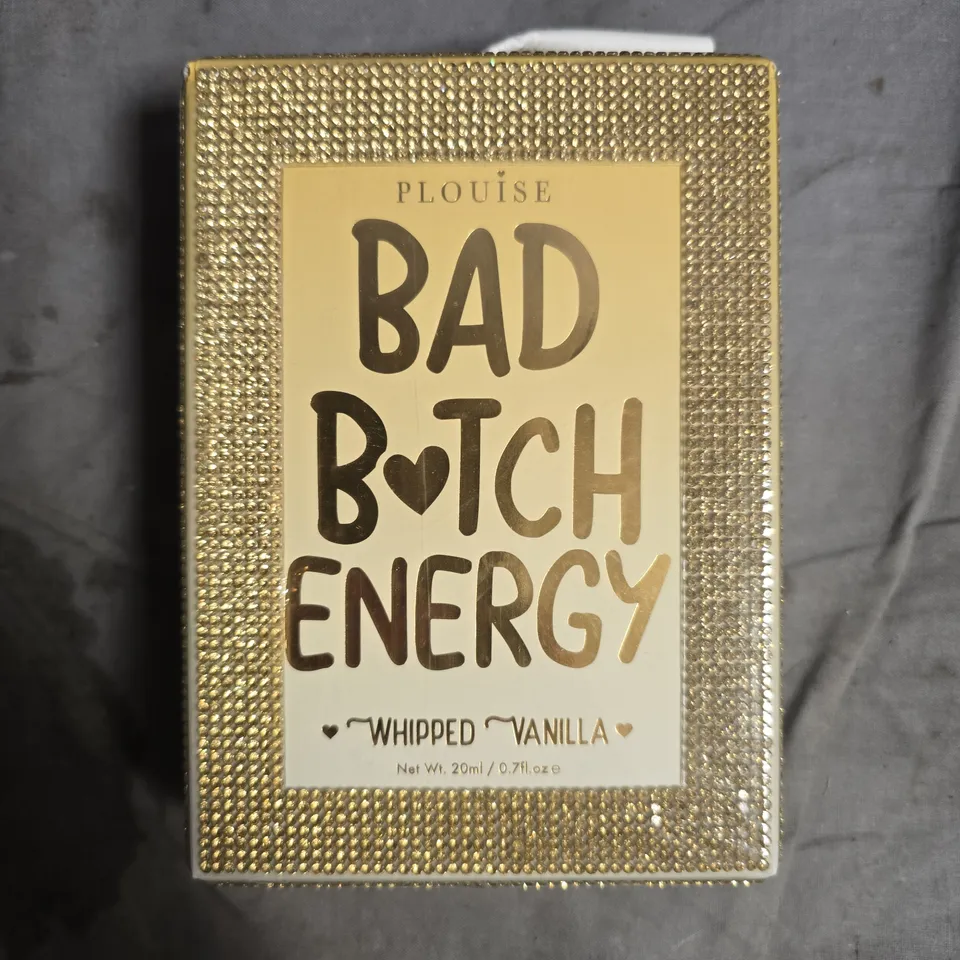 PLOUISE
BAD
B♥TCH
ENERGY
♥ WHIPPED VANILLA ♥
Net Wt. 20ml / 0.7fl.oz℮